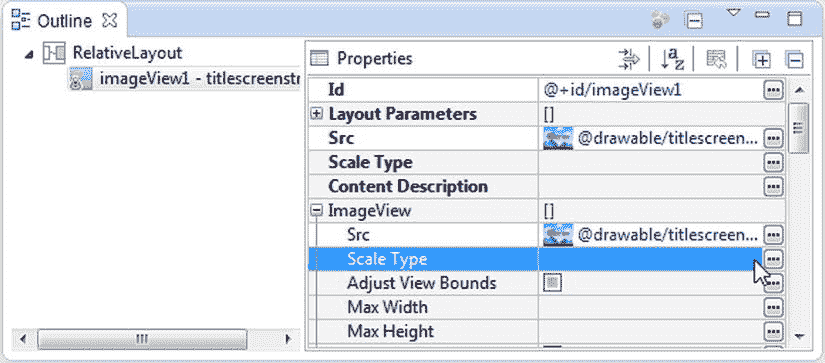 Outline
RelativeLayout
imageView1 - titlescreenstr
Properties
Id @+id/imageView1
Layout Parameters []
Src @drawable/titlescreen...
Scale Type
Content Description
ImageView []
Src @drawable/titlescreen...
Scale Type
Adjust View Bounds
Max Width
Max Height